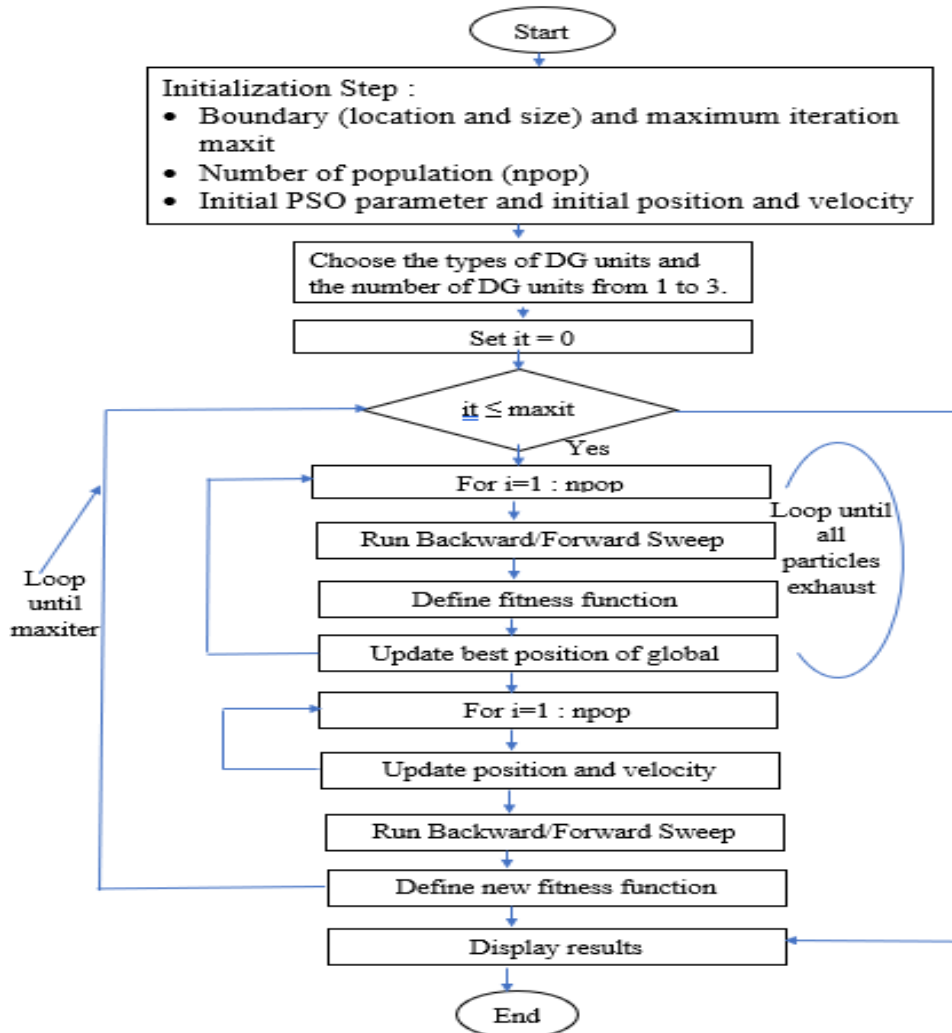 Start
Initialization Step :
• Boundary (location and size) and maximum iteration
maxit
• Number of population (npop)
• Initial PSO parameter and initial position and velocity
Choose the types of DG units and
the number of DG units from 1 to 3.
Set it = 0
it ≤ maxit
Yes
For i=1 : npop
Run Backward/Forward Sweep
Define fitness function
Update best position of global
Loop until
all
particles
exhaust
Loop
until
maxiter
For i=1 : npop
Update position and velocity
Run Backward/Forward Sweep
Define new fitness function
Display results
End